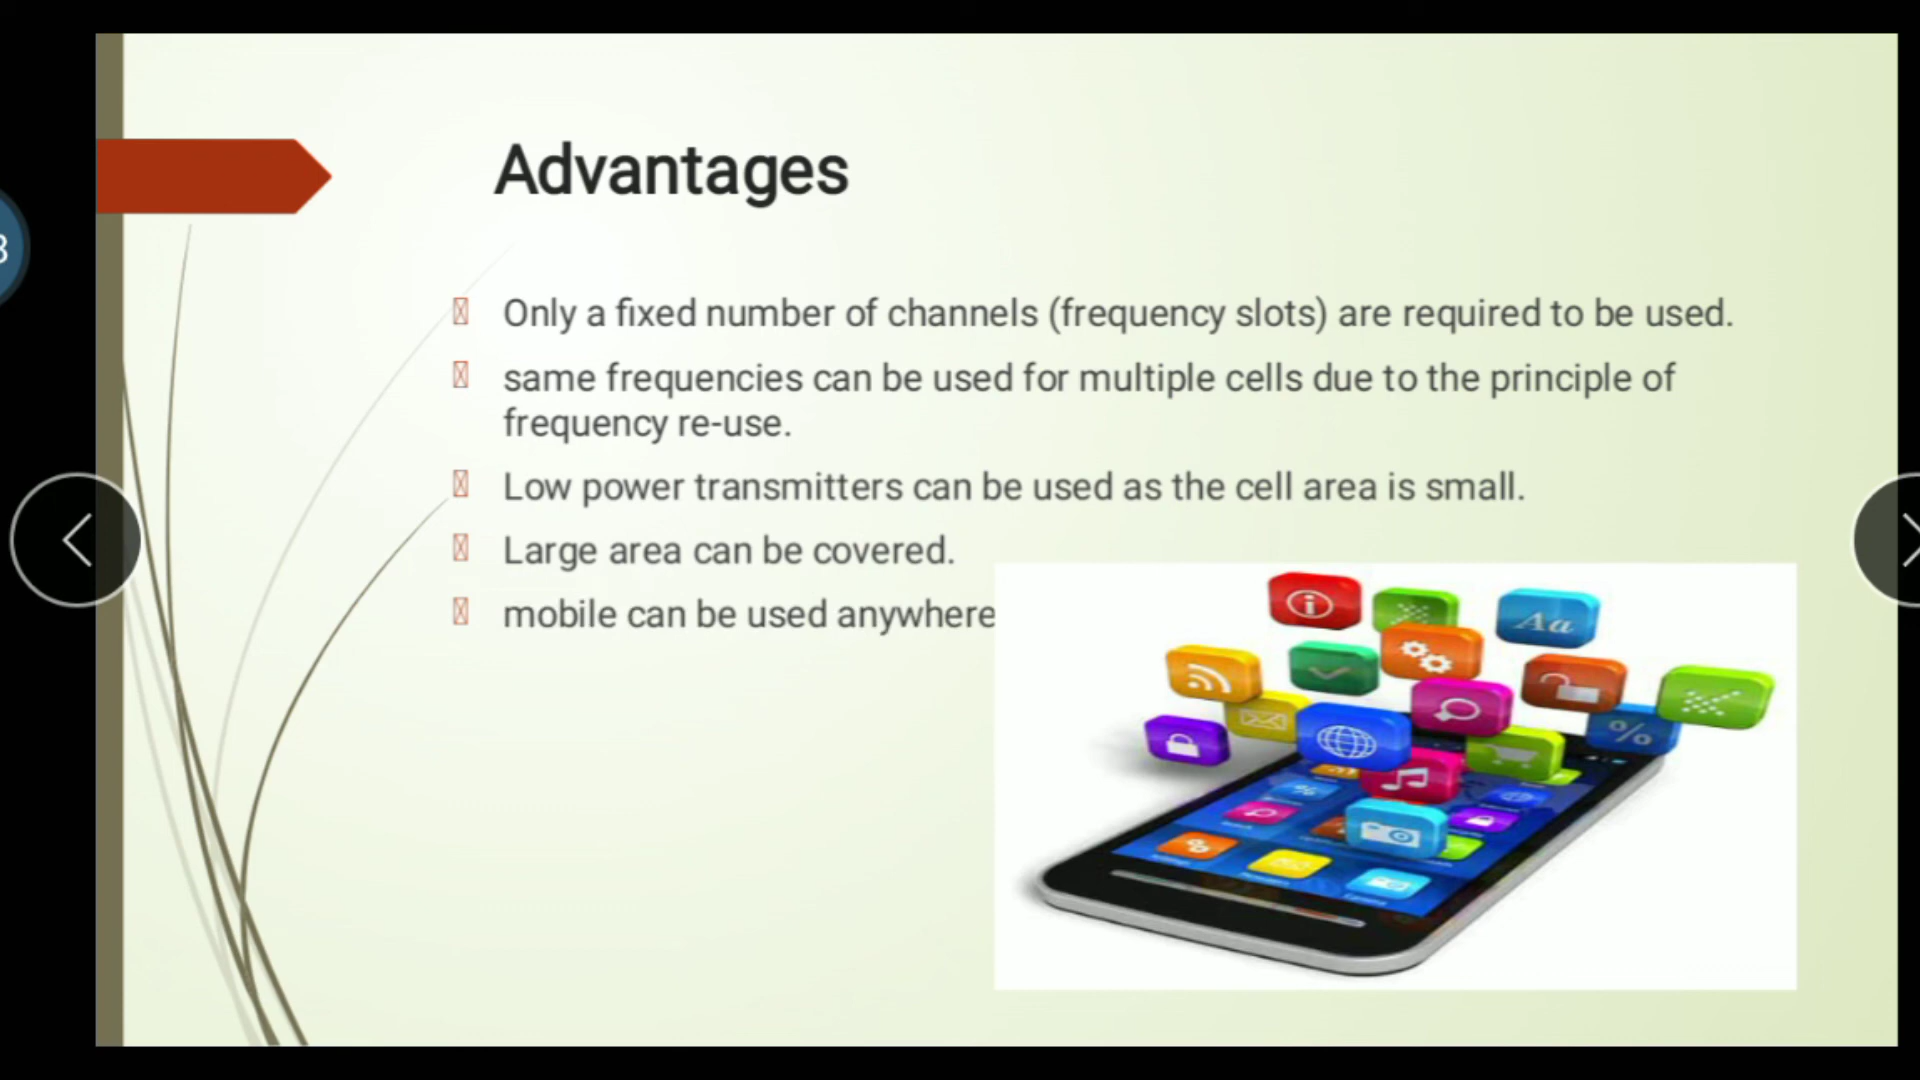 Advantages
Only a fixed number of channels (frequency slots) are required to be used.
same frequencies can be used for multiple cells due to the principle of
frequency re-use.
Low power transmitters can be used as the cell area is small.
Large area can be covered.
mobile can be used anywhere
Aa
%